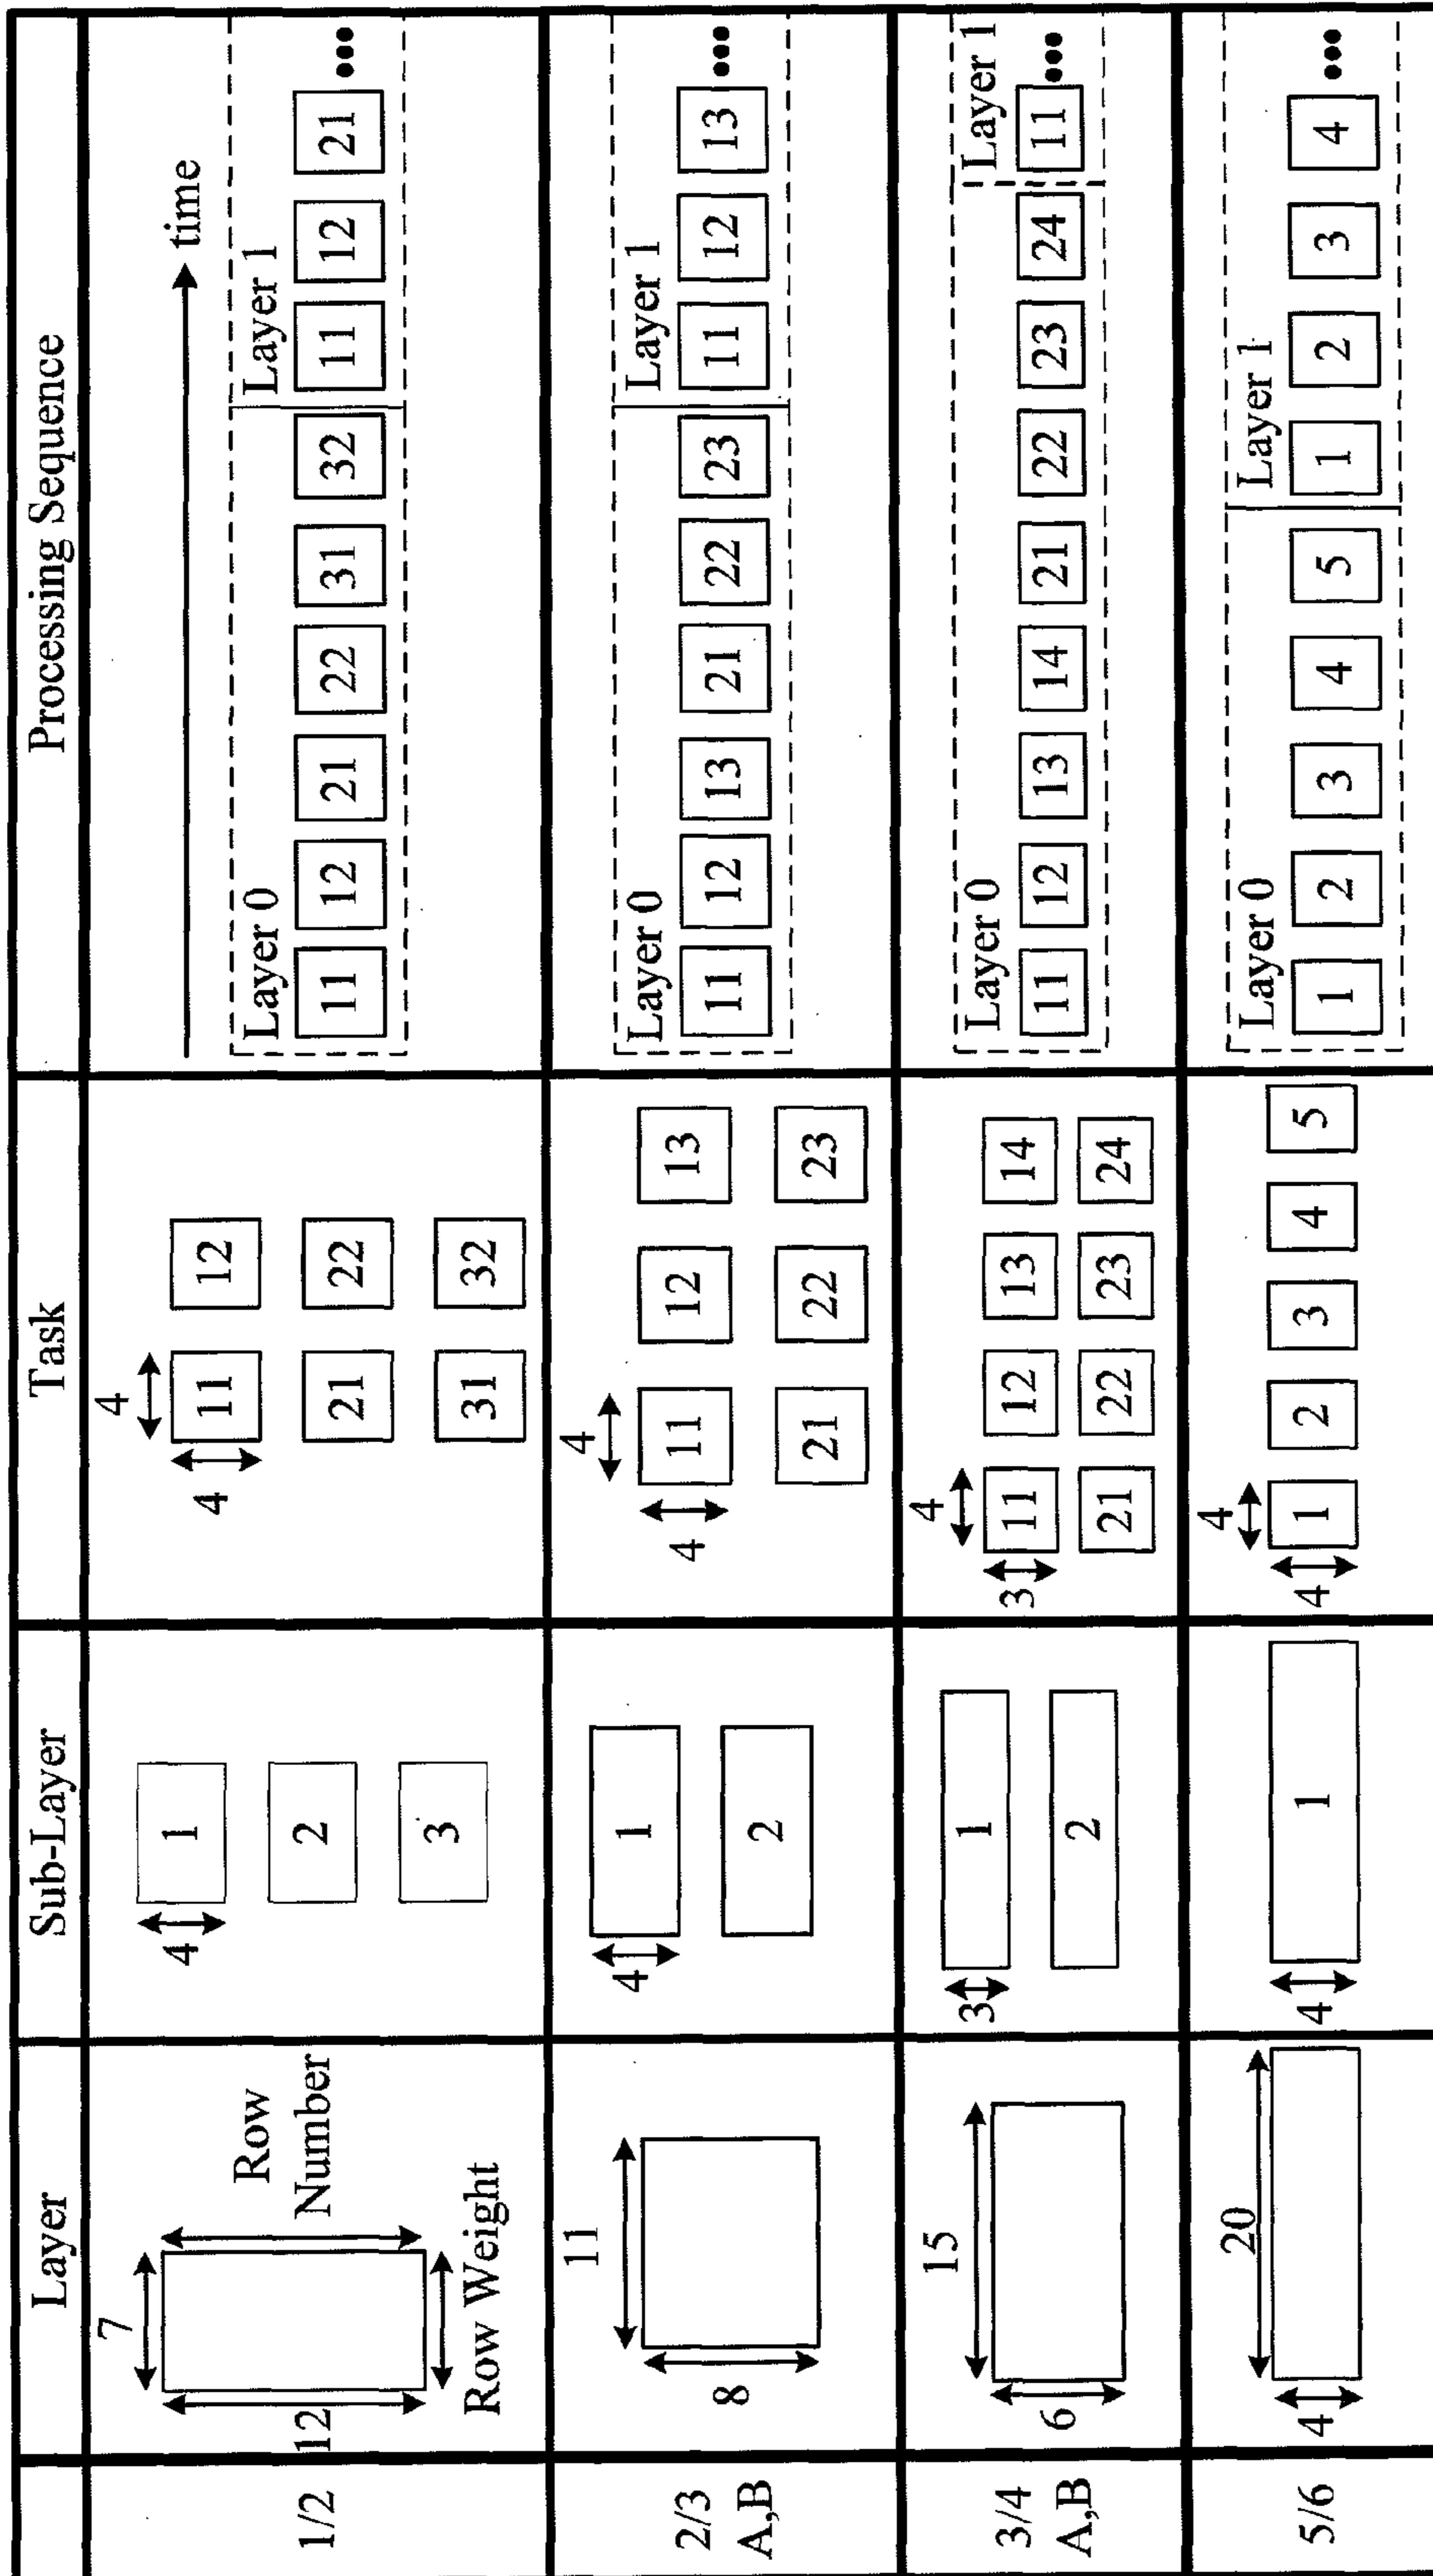 Layer Sub-Layer Task Processing Sequence
1/2
7
12
Row
Number
Row Weight
4
1
2
3
4
4
11 12
21 22
31 32
time
Layer 0 Layer 1
11 12 21 22 31 32 11 12 21 •••
2/3
A,B
11
8
4
1
2
4
4
11 12 13
21 22 23
Layer 0 Layer 1
11 12 13 21 22 23 11 12 13 •••
3/4
A,B
15
6
3
1
2
4
3
11 12 13 14
21 22 23 24
Layer 0 Layer 1
11 12 13 14 21 22 23 24 11 •••
5/6
20
4
4
1
4
4
1 2 3 4 5
Layer 0 Layer 1
1 2 3 4 5 1 2 3 4 •••